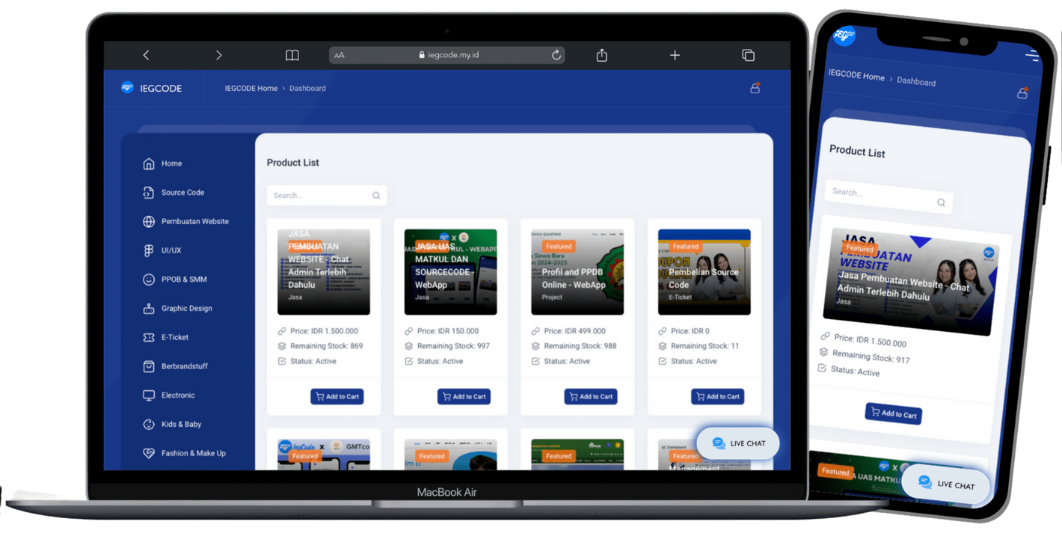 AA
iegcode.my.id
IEGCODE
IEGCODE Home > Dashboard
Home
Source Code
Pembuatan Website
UI/UX
PPOB & SMM
Graphic Design
E-Ticket
Berbrandstuff
Electronic
Kids & Baby
Fashion & Make Up
Product List
Search...
JASA
PEMBUATAN
Featured
WEBSITE - Chat
Admin Terlebih
Dahulu
Jasa
Price: IDR 1.500.000
Remaining Stock: 869
Status: Active
Add to Cart
JASA UAS
MATKUL DAN
SOURCECODE -
WebApp
Jasa
Price: IDR 150.000
Remaining Stock: 997
Status: Active
Add to Cart
Featured
Profil and PPDB
Online - WebApp
Project
Price: IDR 499.000
Remaining Stock: 988
Status: Active
Add to Cart
Featured
Pembelian Source
Code
E-Ticket
Price: IDR 0
Remaining Stock: 11
Status: Active
Add to Cart
Featured
Featured
Featured
Featured
Management
LIVE CHAT
MacBook Air
IEGCODE Home > Dashboard
Product List
Search...
JASA
Featured
WEBSITE
Jasa Pembuatan Website - Chat
Admin Terlebih Dahulu
Jasa
Price: IDR 1.500.000
Remaining Stock: 917
Status: Active
Add to Cart
Featured
LIVE CHAT